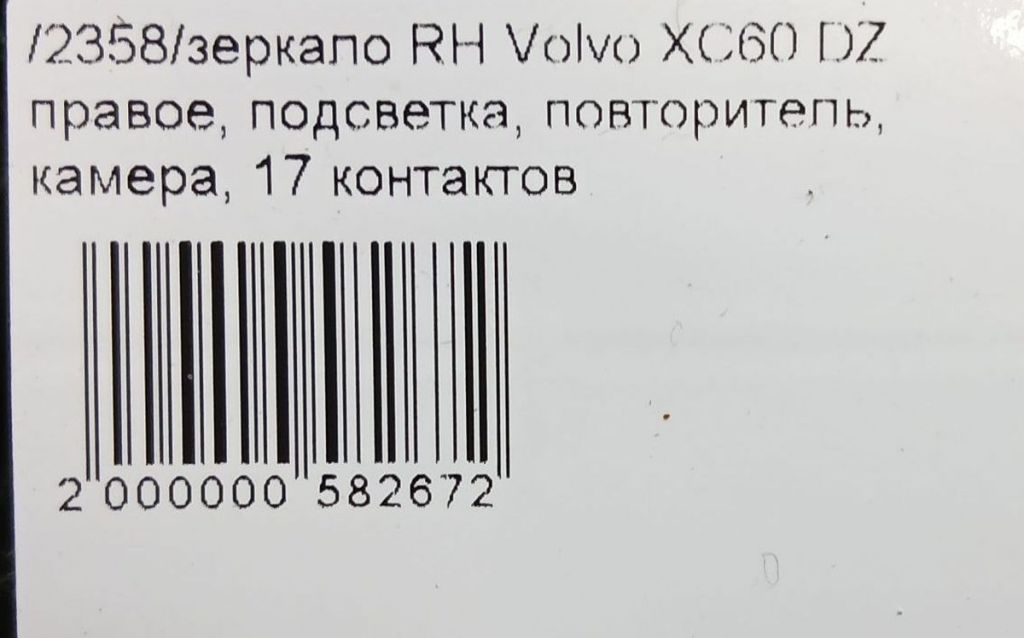 /2358/зеркало RH Volvo XC60 DZ
правое, подсветка, повторитель,
камера, 17 контактов
2 000000 582672